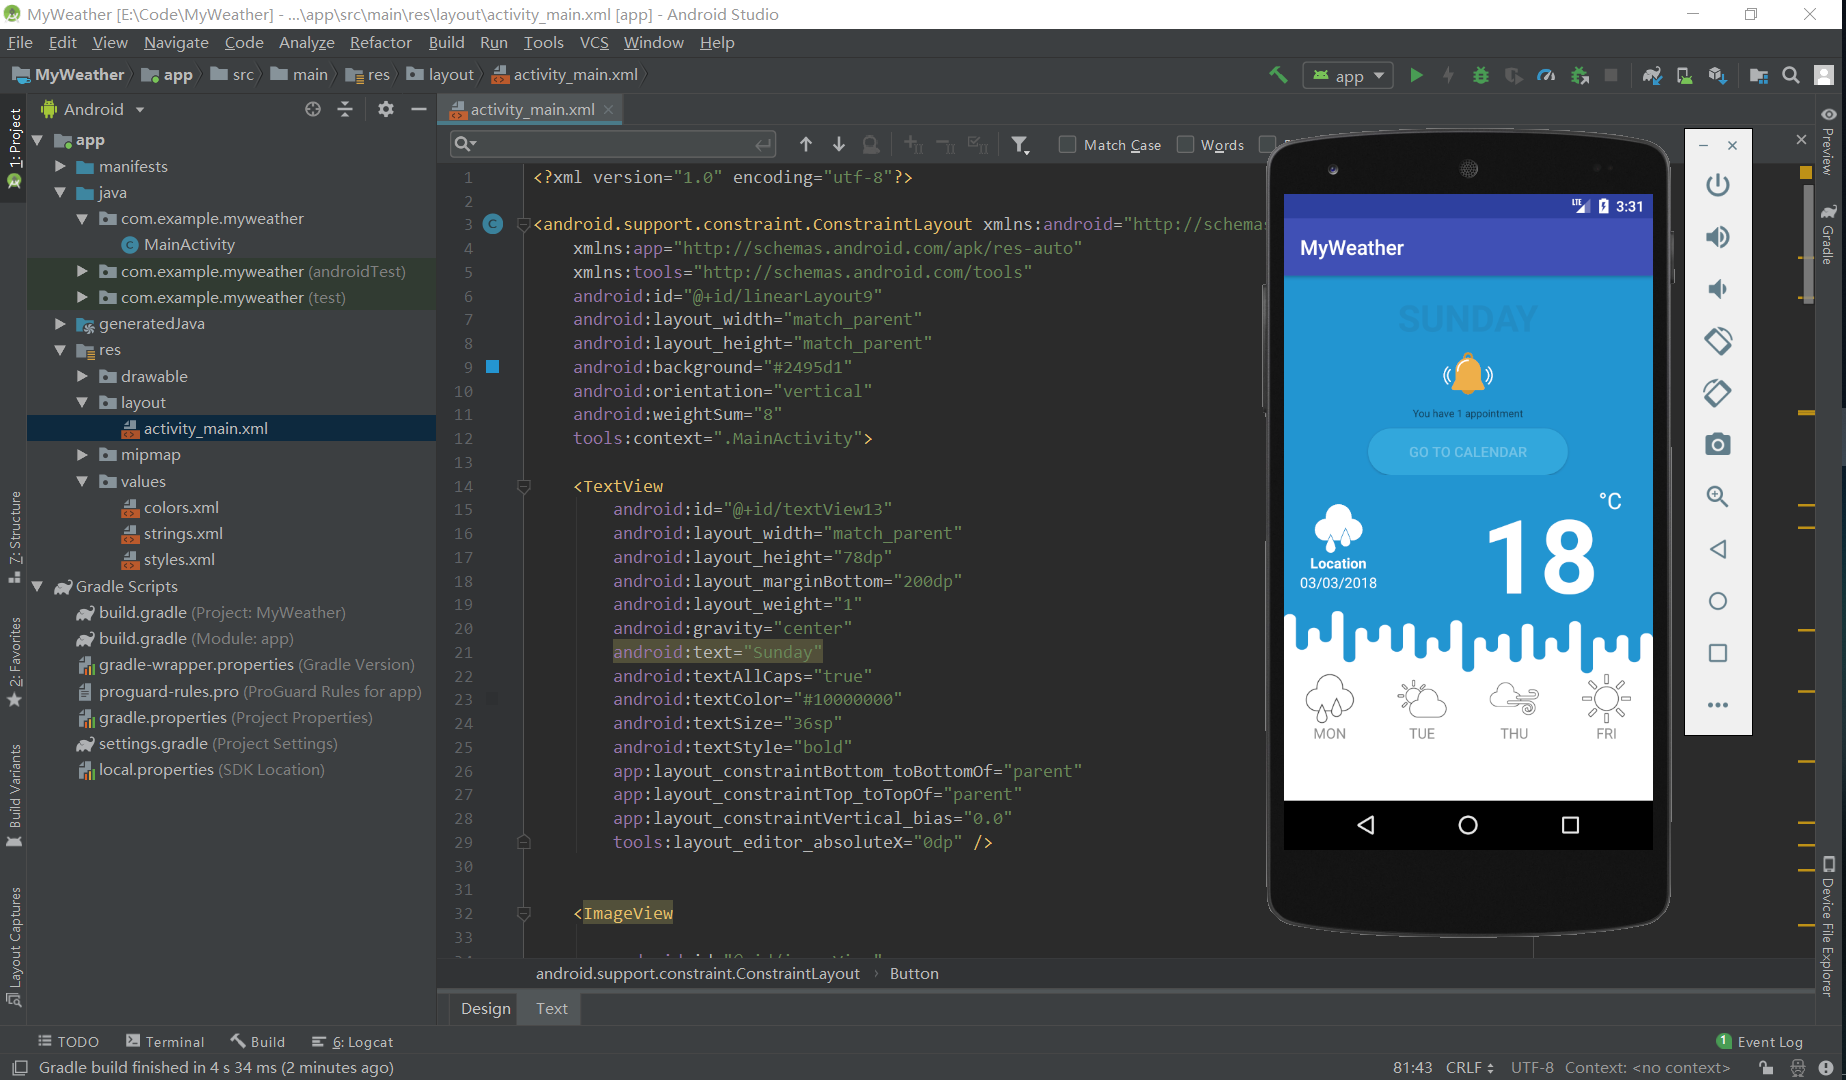 MyWeather [E:\Code\MyWeather] - ...\app\src\main\res\layout\activity_main.xml [app] - Android Studio
File Edit View Navigate Code Analyze Refactor Build Run Tools VCS Window Help
MyWeather app src main res layout activity_main.xml
app
Android
1: Project
7: Structure
2: Favorites
Build Variants
Layout Captures
app
manifests
java
com.example.myweather
MainActivity
com.example.myweather (androidTest)
com.example.myweather (test)
generatedJava
res
drawable
layout
activity_main.xml
mipmap
values
colors.xml
strings.xml
styles.xml
Gradle Scripts
build.gradle (Project: MyWeather)
build.gradle (Module: app)
gradle-wrapper.properties (Gradle Version)
proguard-rules.pro (ProGuard Rules for app)
gradle.properties (Project Properties)
settings.gradle (Project Settings)
local.properties (SDK Location)
activity_main.xml
Match Case Words
1 <?xml version="1.0" encoding="utf-8"?>
2
3 <android.support.constraint.ConstraintLayout xmlns:android="http://schemas
4 xmlns:app="http://schemas.android.com/apk/res-auto"
5 xmlns:tools="http://schemas.android.com/tools"
6 android:id="@+id/linearLayout9"
7 android:layout_width="match_parent"
8 android:layout_height="match_parent"
9 android:background="#2495d1"
10 android:orientation="vertical"
11 android:weightSum="8"
12 tools:context=".MainActivity">
13
14 <TextView
15 android:id="@+id/textView13"
16 android:layout_width="match_parent"
17 android:layout_height="78dp"
18 android:layout_marginBottom="200dp"
19 android:layout_weight="1"
20 android:gravity="center"
21 android:text="Sunday"
22 android:textAllCaps="true"
23 android:textColor="#10000000"
24 android:textSize="36sp"
25 android:textStyle="bold"
26 app:layout_constraintBottom_toBottomOf="parent"
27 app:layout_constraintTop_toTopOf="parent"
28 app:layout_constraintVertical_bias="0.0"
29 tools:layout_editor_absoluteX="0dp" />
30
31
32 <ImageView
33
android.support.constraint.ConstraintLayout › Button
Design Text
LTE 3:31
MyWeather
SUNDAY
You have 1 appointment
GO TO CALENDAR
°C
18
Location
03/03/2018
MON TUE THU FRI
Preview
Gradle
Device File Explorer
TODO Terminal Build 6: Logcat
1 Event Log
Gradle build finished in 4 s 34 ms (2 minutes ago)
81:43 CRLF UTF-8 Context: <no context>